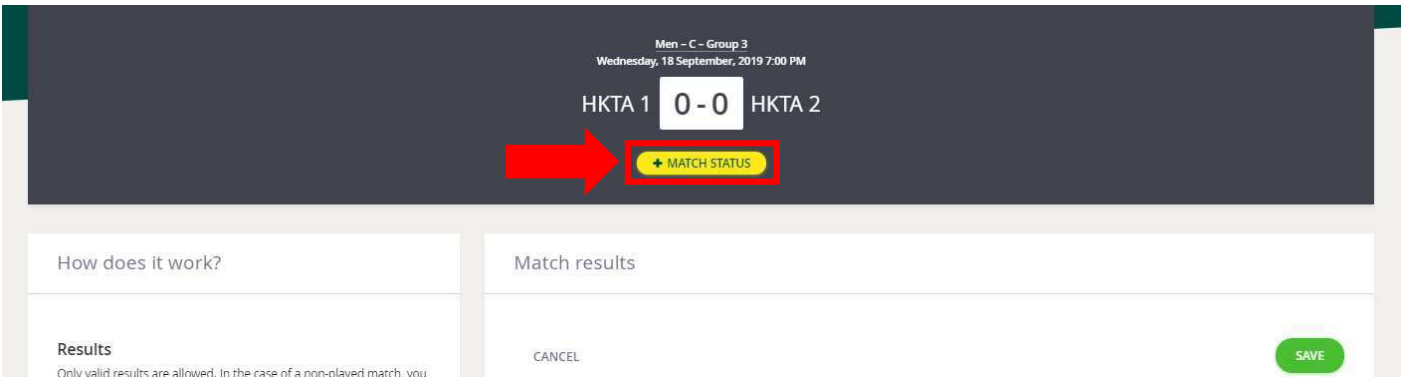 Men – C – Group 3
Wednesday, 18 September, 2019 7:00 PM
HKTA 1 0 - 0 HKTA 2
+ MATCH STATUS
How does it work?
Match results
Results
CANCEL
SAVE
Only valid results are allowed. In the case of a non-played match, you